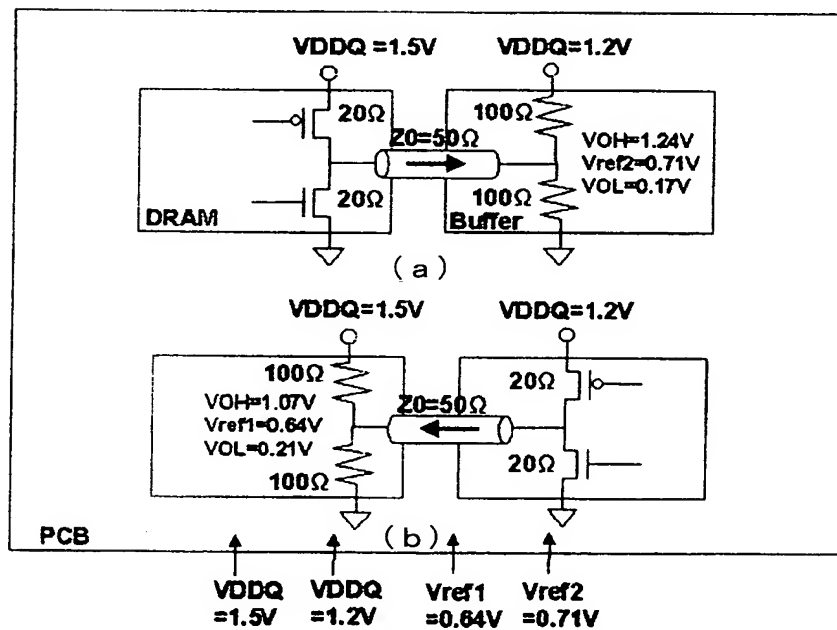 VDDQ =1.5V
VDDQ=1.2V
20Ω
Z0=50Ω
100Ω
VOH=1.24V
Vref2=0.71V
VOL=0.17V
20Ω
100Ω
DRAM
Buffer
(a)
VDDQ=1.5V
VDDQ=1.2V
100Ω
Z0=50Ω
20Ω
VOH=1.07V
Vref1=0.64V
VOL=0.21V
20Ω
100Ω
PCB
(b)
VDDQ
=1.5V
VDDQ
=1.2V
Vref1
=0.64V
Vref2
=0.71V